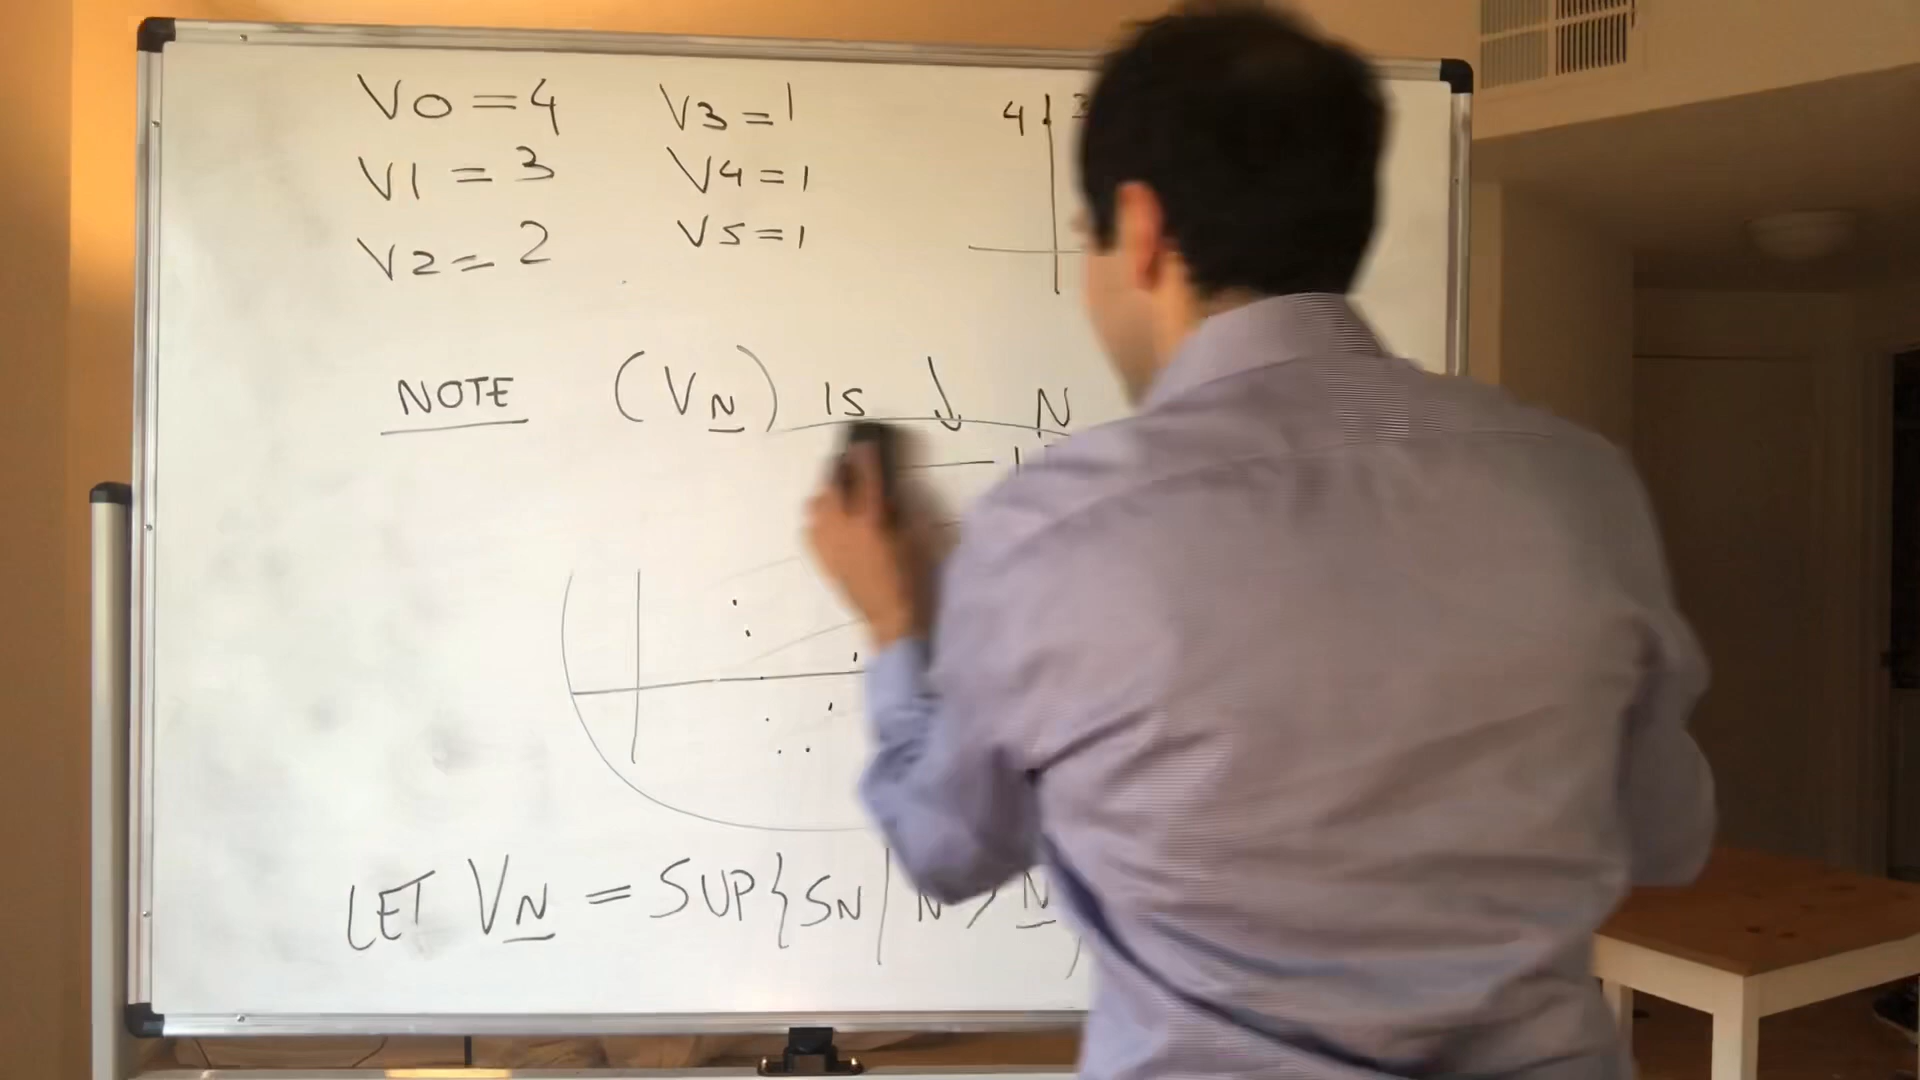 V0 = 4
V1 = 3
V2 = 2
V3 = 1
V4 = 1
V5 = 1
4
NOTE (VN) IS ↓ N
LET VN = SUP{SN | N > N